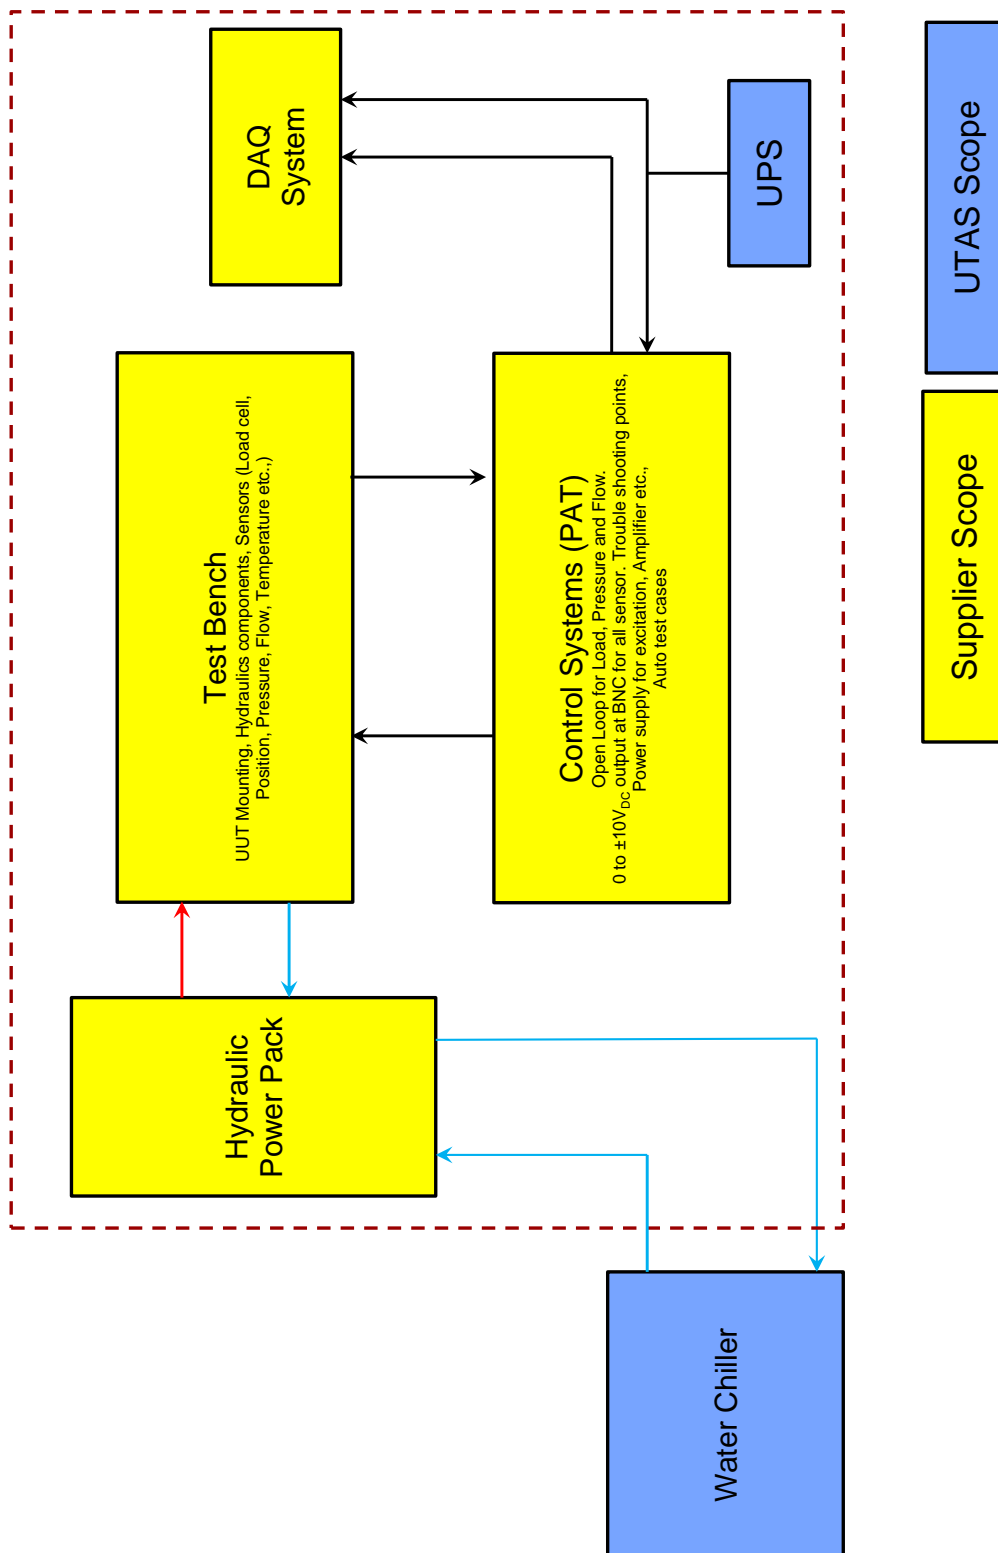 Water Chiller
Hydraulic
Power Pack
Test Bench
UUT Mounting, Hydraulics components, Sensors (Load cell,
Position, Pressure, Flow, Temperature etc.,)
Control Systems (PAT)
Open Loop for Load, Pressure and Flow.
0 to ±10VDC output at BNC for all sensor. Trouble shooting points,
Power supply for excitation, Amplifier etc.,
Auto test cases
DAQ
System
UPS
Supplier Scope
UTAS Scope